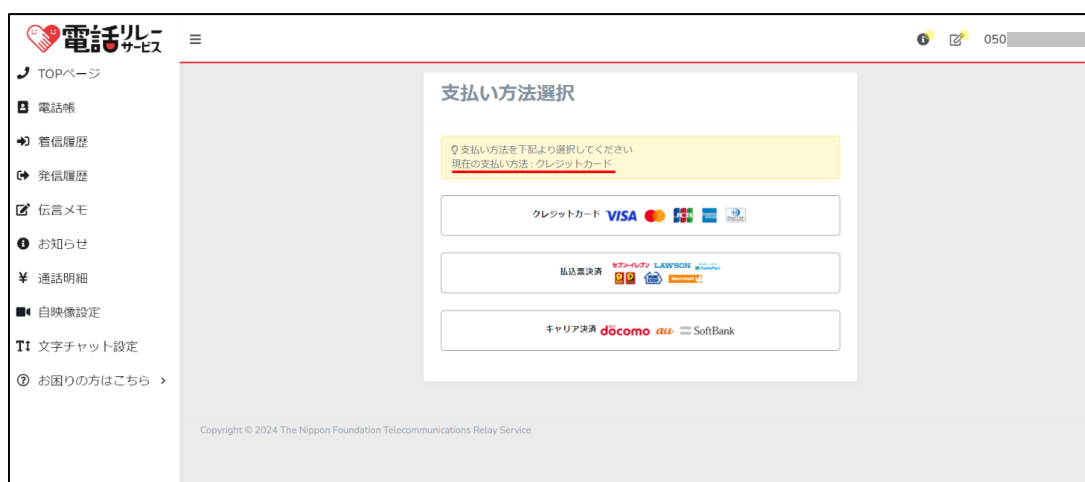 電話リレーサービス
050
TOPページ
電話帳
着信履歴
発信履歴
伝言メモ
お知らせ
¥ 通話明細
自映像設定
文字チャット設定
お困りの方はこちら
支払い方法選択
支払い方法を下記より選択してください
現在の支払い方法 : クレジットカード
クレジットカード VISA JCB
払込票決済 セブン-イレブン LAWSON FamilyMart
キャリア決済 döcomo au SoftBank
Copyright © 2024 The Nippon Foundation Telecommunications Relay Service